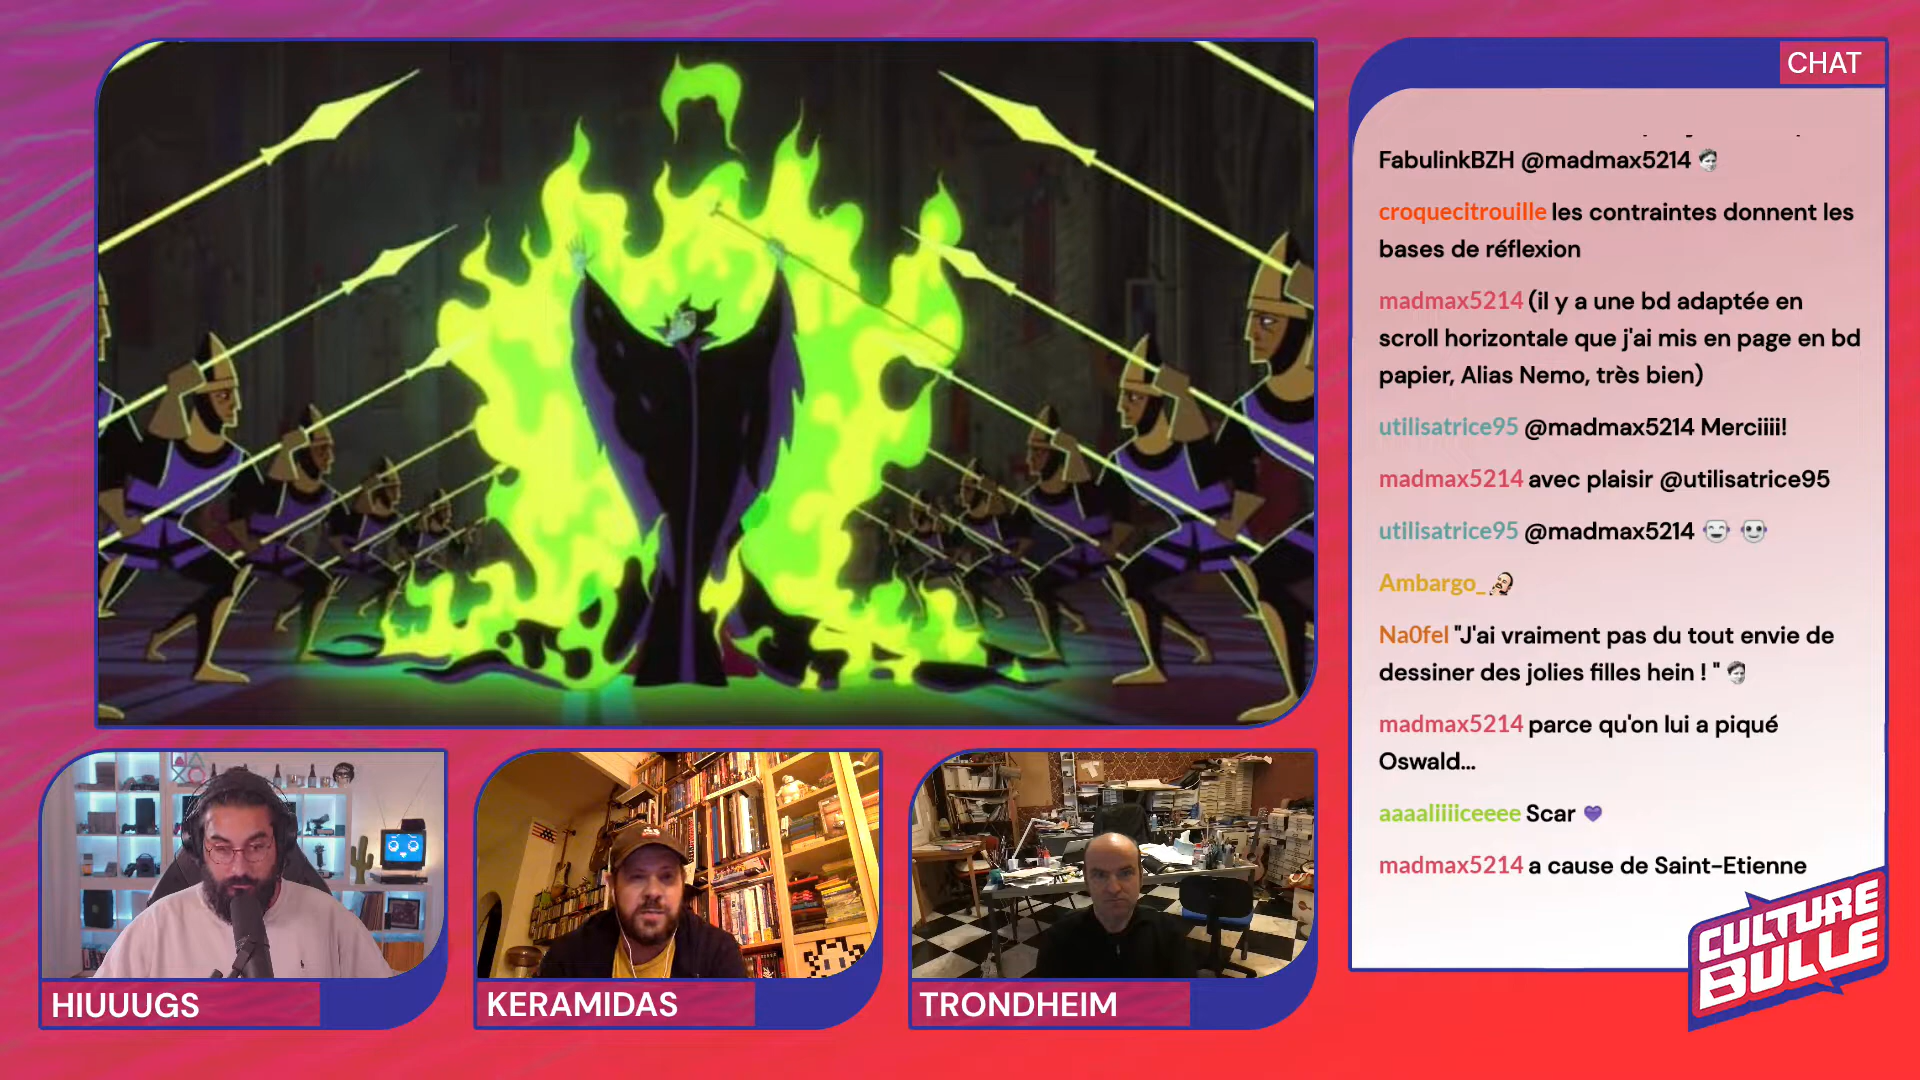 CHAT
FabulinkBZH @madmax5214
croquecitrouille les contraintes donnent les
bases de réflexion
madmax5214 (il y a une bd adaptée en
scroll horizontale que j'ai mis en page en bd
papier, Alias Nemo, très bien)
utilisatrice95 @madmax5214 Merciiii!
madmax5214 avec plaisir @utilisatrice95
utilisatrice95 @madmax5214
Ambargo_
Na0fel "J'ai vraiment pas du tout envie de
dessiner des jolies filles hein ! "
madmax5214 parce qu'on lui a piqué
Oswald...
aaaaliiiiceeee Scar
madmax5214 a cause de Saint-Etienne
CULTURE
BULLE
HIUUUGS
KERAMIDAS
TRONDHEIM